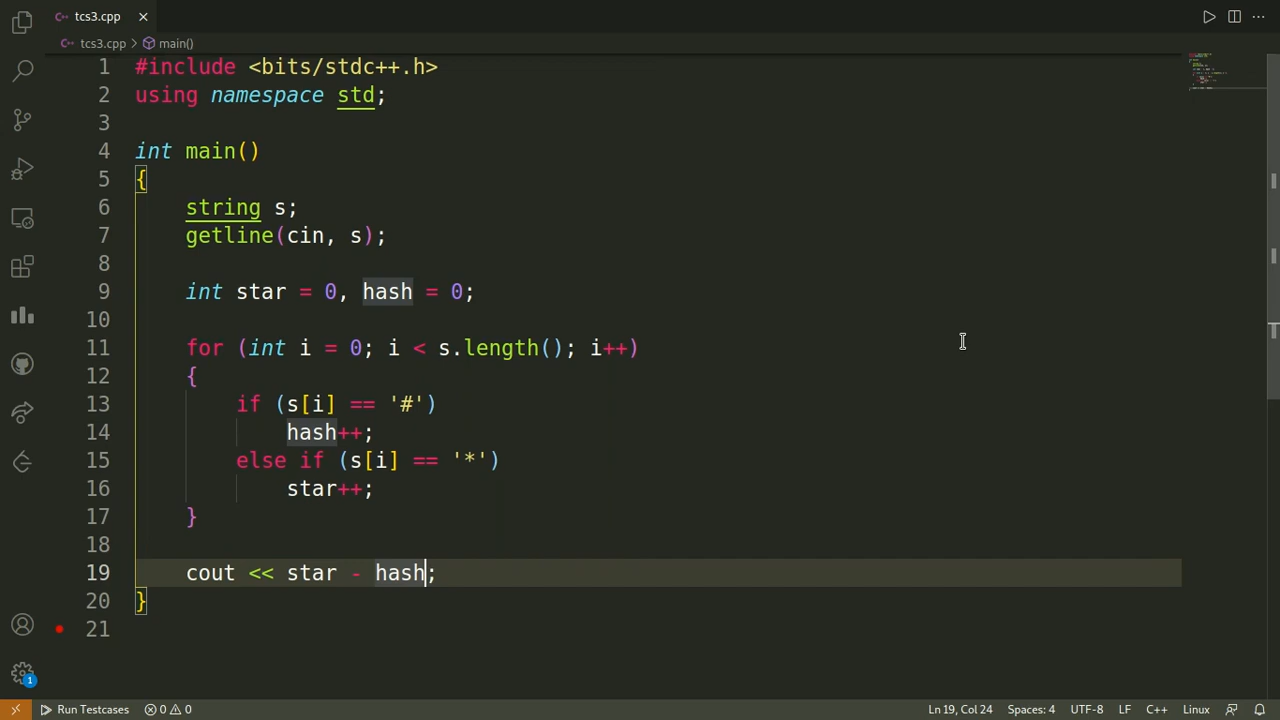 tcs3.cpp
tcs3.cpp > main()
1 #include <bits/stdc++.h>
2 using namespace std;
3
4 int main()
5 {
6 string s;
7 getline(cin, s);
8
9 int star = 0, hash = 0;
10
11 for (int i = 0; i < s.length(); i++)
12 {
13 if (s[i] == '#')
14 hash++;
15 else if (s[i] == '*')
16 star++;
17 }
18
19 cout << star - hash;
20 }
21
1
Run Testcases 0 0 Ln 19, Col 24 Spaces: 4 UTF-8 LF C++ Linux